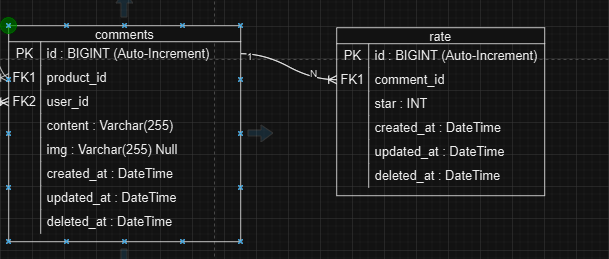 comments
PK id : BIGINT (Auto-Increment)
FK1 product_id
FK2 user_id
content : Varchar(255)
img : Varchar(255) Null
created_at : DateTime
updated_at : DateTime
deleted_at : DateTime
1
N
rate
PK id : BIGINT (Auto-Increment)
FK1 comment_id
star : INT
created_at : DateTime
updated_at : DateTime
deleted_at : DateTime